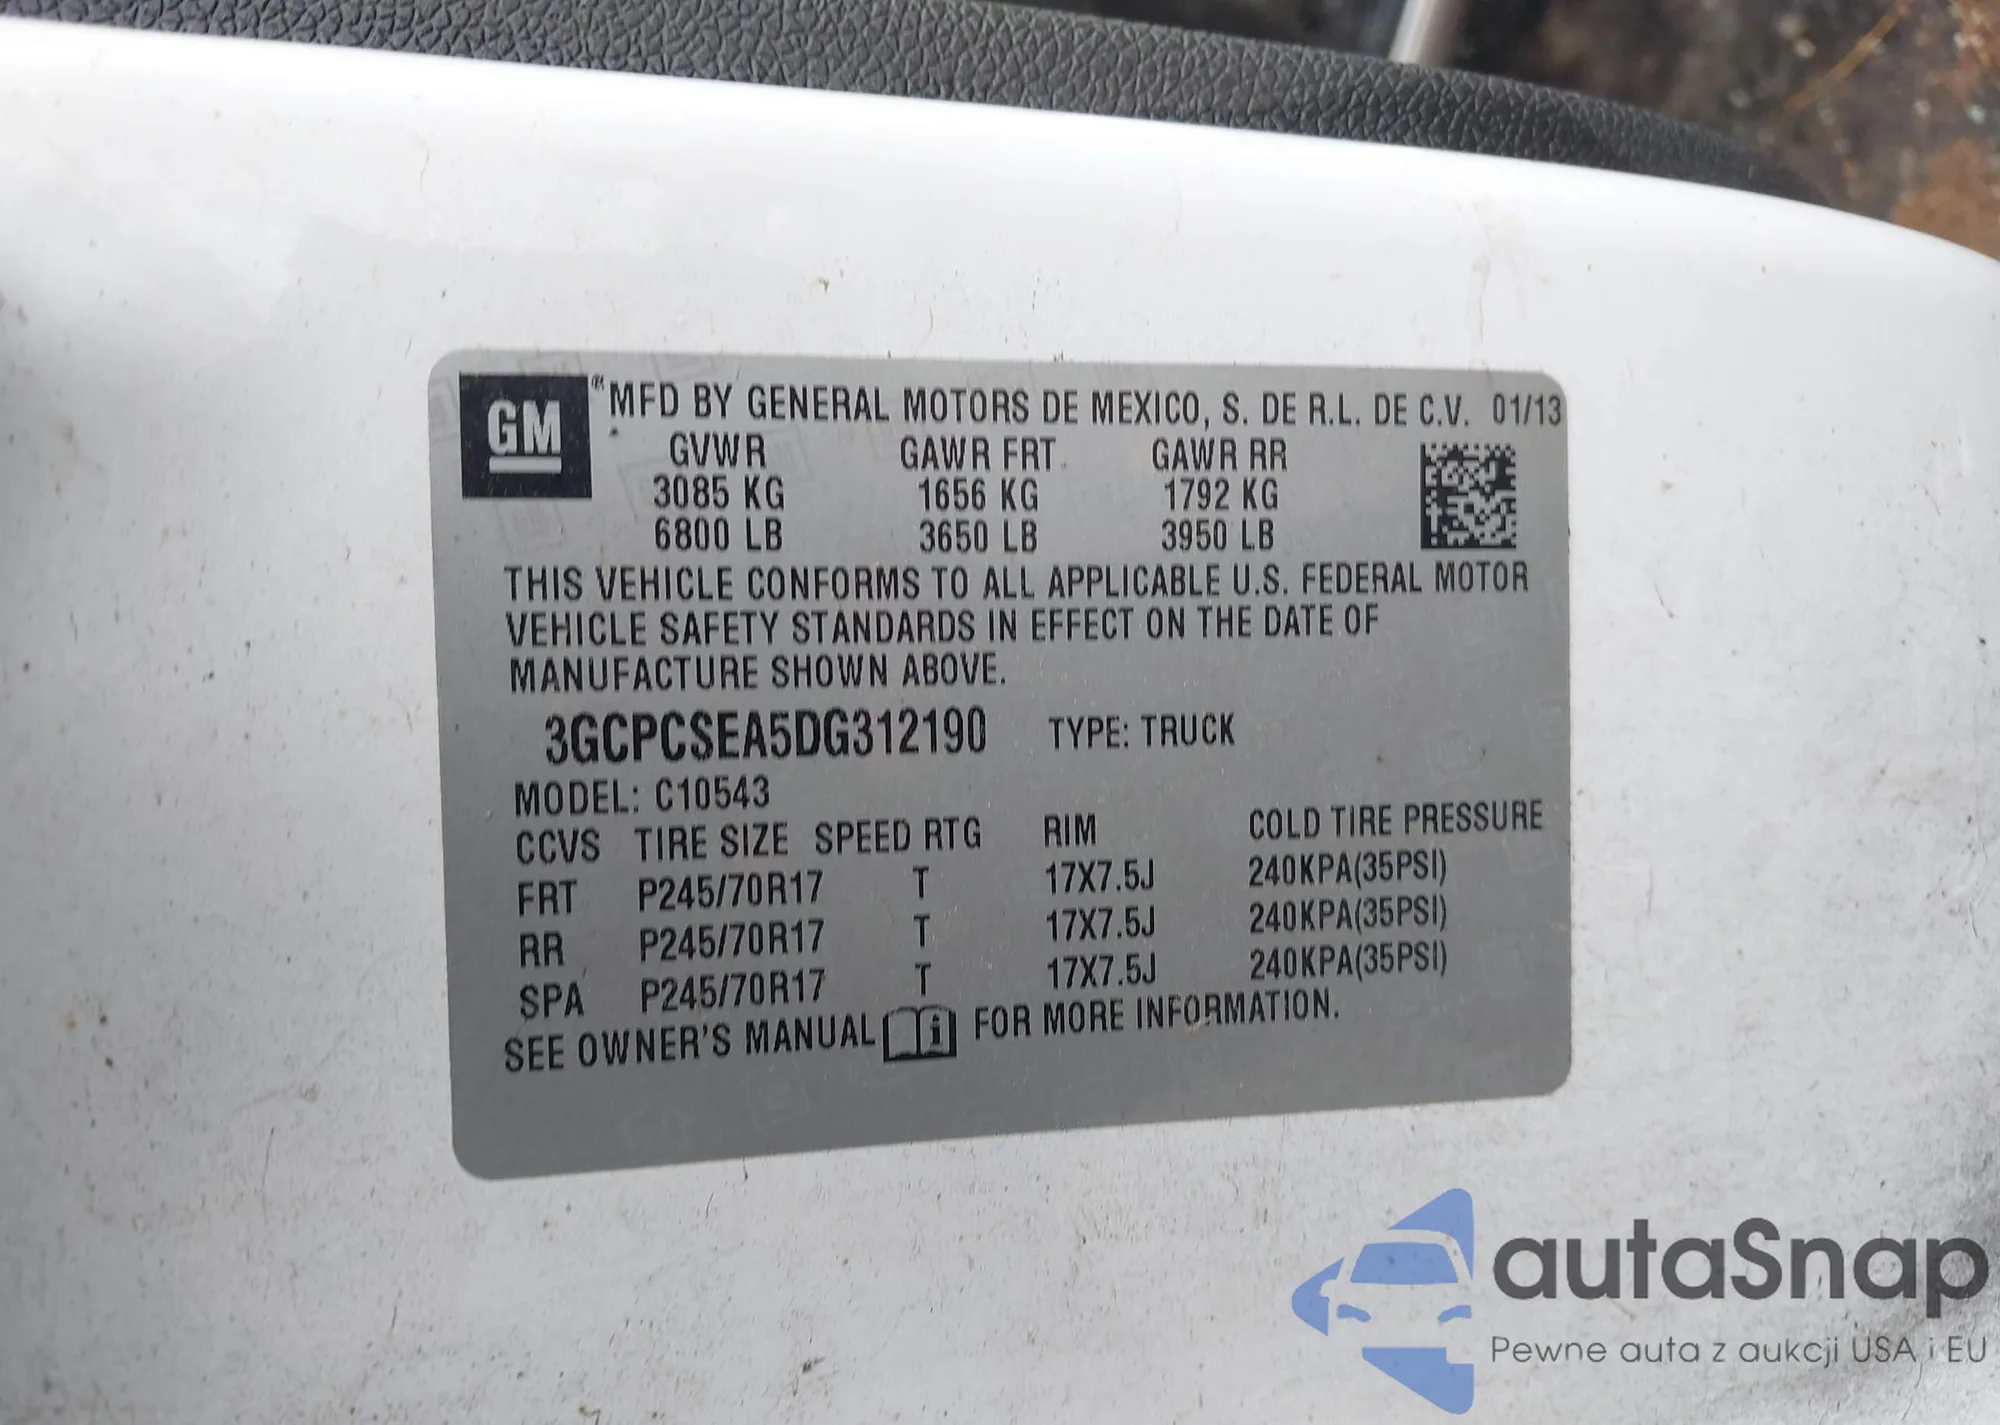 GM ® MFD BY GENERAL MOTORS DE MEXICO, S. DE R.L. DE C.V. 01/13
GVWR GAWR FRT GAWR RR
3085 KG 1656 KG 1792 KG
6800 LB 3650 LB 3950 LB
THIS VEHICLE CONFORMS TO ALL APPLICABLE U.S. FEDERAL MOTOR
VEHICLE SAFETY STANDARDS IN EFFECT ON THE DATE OF
MANUFACTURE SHOWN ABOVE.
3GCPCSEA5DG312190 TYPE: TRUCK
MODEL: C10543
CCVS TIRE SIZE SPEED RTG RIM COLD TIRE PRESSURE
FRT P245/70R17 T 17X7.5J 240KPA(35PSI)
RR P245/70R17 T 17X7.5J 240KPA(35PSI)
SPA P245/70R17 T 17X7.5J 240KPA(35PSI)
SEE OWNER'S MANUAL i FOR MORE INFORMATION.
autaSnap
Pewne auta z aukcji USA i EU